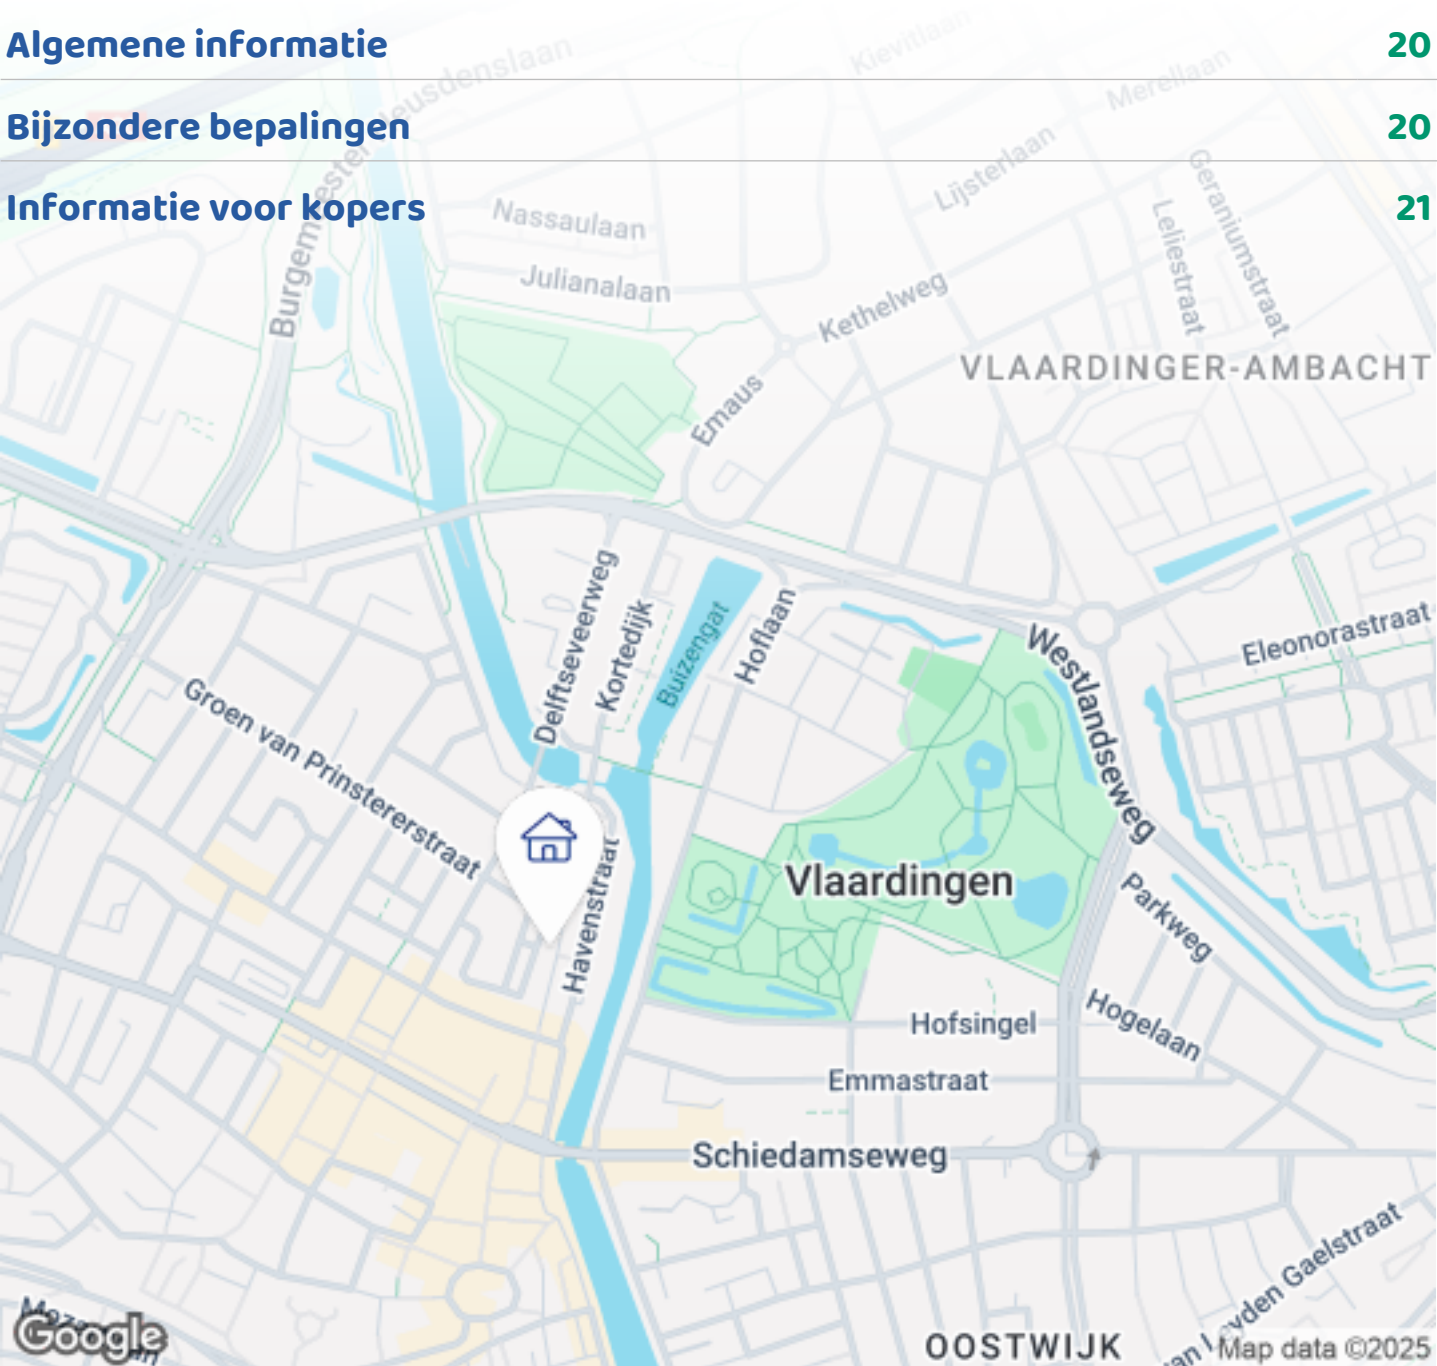 Algemene informatie 20
Bijzondere bepalingen 20
Informatie voor kopers 21
Kievitlaan
Merellaan
Lijsterlaan
Geraniumstraat
Leliestraat
Nassaulaan
Julianalaan
Kethelweg
VLAARDINGER-AMBACHT
Emaus
Delftseveerweg
Kortedijk
Buizengat
Hoflaan
Westlandseweg
Eleonorastraat
Groen van Prinstererstraat
Havenstraat
Vlaardingen
Parkweg
Hogelaan
Hofsingel
Emmastraat
Schiedamseweg
OOSTWIJK
Gaelstraat
Google
Map data ©2025